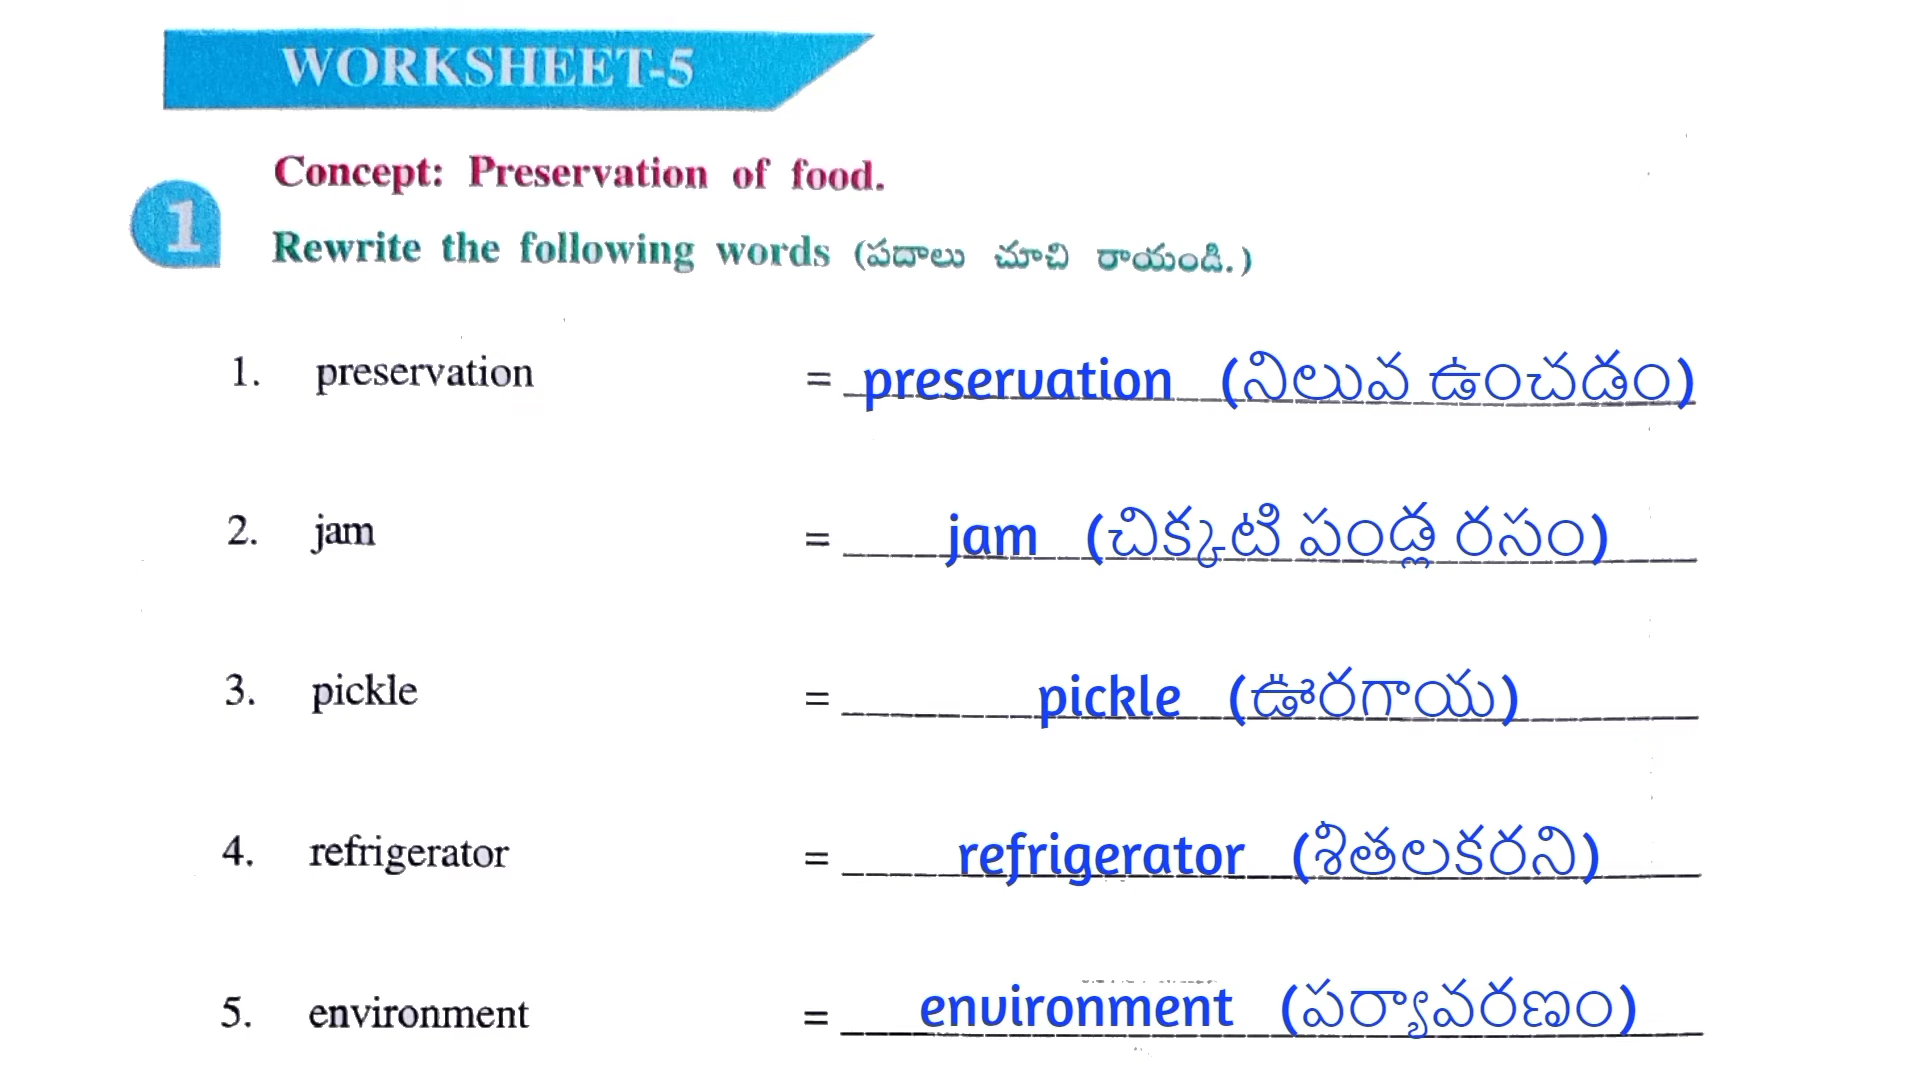 WORKSHEET-5
Concept: Preservation of food.
1
Rewrite the following words (పదాలు చూచి రాయండి.)
1. preservation = preservation (నిలువ ఉంచడం)
2. jam = jam (చిక్కటి పండ్ల రసం)
3. pickle = pickle (ఊరగాయ)
4. refrigerator = refrigerator (శీతలకరని)
5. environment = environment (పర్యావరణం)